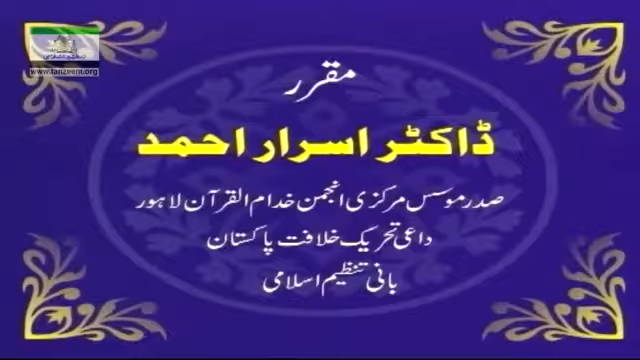 www.tanzeem.org
مقرر
ڈاکٹر اسرار احمد
صدر موسس مرکزی انجمن خدام القرآن لاہور
داعی تحریک خلافت پاکستان
بانی تنظیم اسلامی